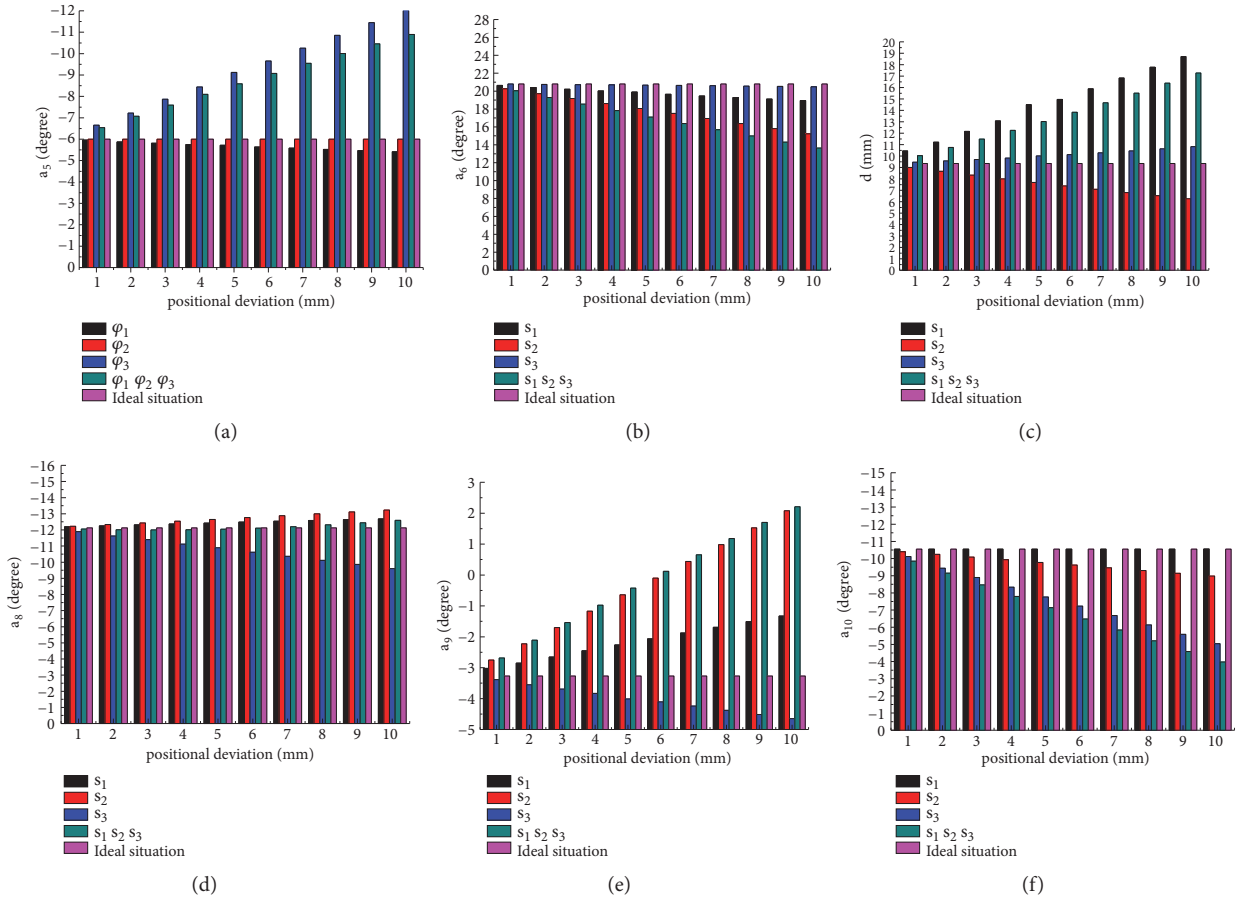 −12
−11
−10
−9
−8
−7
−6
−5
−4
−3
−2
−1
0
a5 (degree)
1 2 3 4 5 6 7 8 9 10
positional deviation (mm)
φ1
φ2
φ3
φ1 φ2 φ3
Ideal situation
(a)
28
26
24
22
20
18
16
14
12
10
8
6
4
2
0
a6 (degree)
1 2 3 4 5 6 7 8 9 10
positional deviation (mm)
s1
s2
s3
s1 s2 s3
Ideal situation
(b)
20
19
18
17
16
15
14
13
12
11
10
9
8
7
6
5
4
3
2
1
0
d (mm)
1 2 3 4 5 6 7 8 9 10
positional deviation (mm)
s1
s2
s3
s1 s2 s3
Ideal situation
(c)
−16
−15
−14
−13
−12
−11
−10
−9
−8
−7
−6
−5
−4
−3
−2
−1
0
a8 (degree)
1 2 3 4 5 6 7 8 9 10
positional deviation (mm)
s1
s2
s3
s1 s2 s3
Ideal situation
(d)
3
2
1
0
−1
−2
−3
−4
−5
a9 (degree)
1 2 3 4 5 6 7 8 9 10
positional deviation (mm)
s1
s2
s3
s1 s2 s3
Ideal situation
(e)
−15
−14
−13
−12
−11
−10
−9
−8
−7
−6
−5
−4
−3
−2
−1
0
a10 (degree)
1 2 3 4 5 6 7 8 9 10
positional deviation (mm)
s1
s2
s3
s1 s2 s3
Ideal situation
(f)